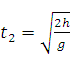 t₂ = √(2h/g)